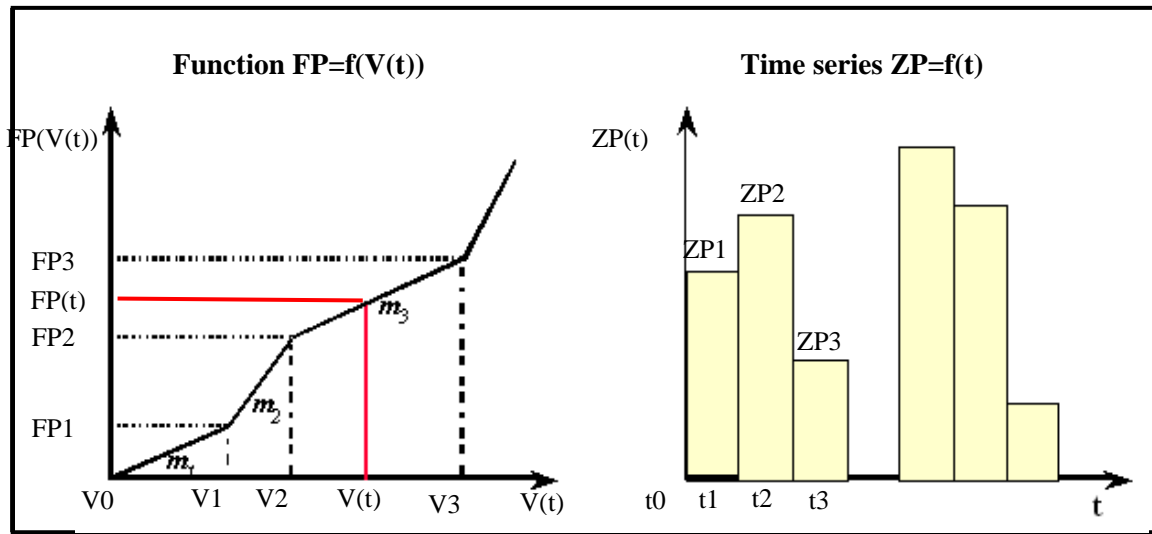 Function FP=f(V(t))
FP(V(t))
FP3
FP(t)
FP2
FP1
m3
m2
m1
V0 V1 V2 V(t) V3 V(t)
Time series ZP=f(t)
ZP(t)
ZP2
ZP1
ZP3
t0 t1 t2 t3 t